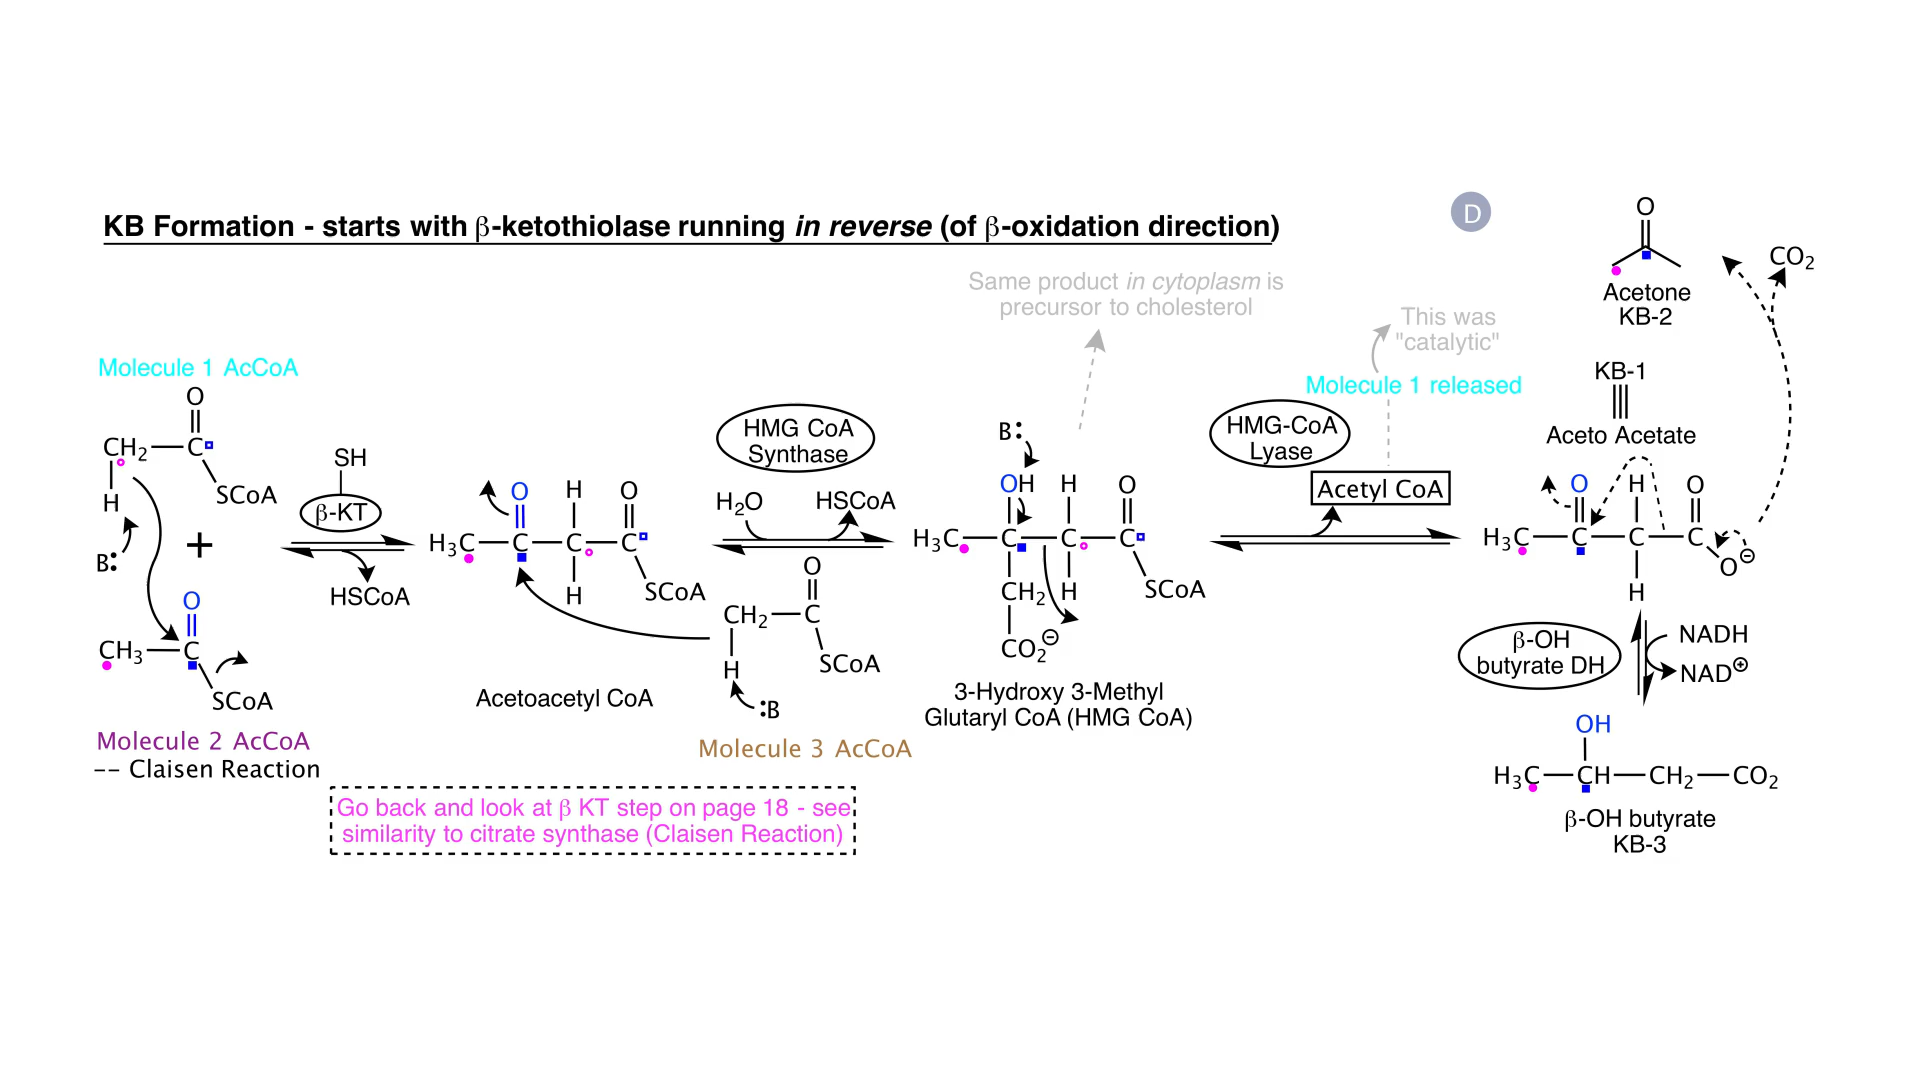 KB Formation - starts with β-ketothiolase running in reverse (of β-oxidation direction)
D
O
CO2
Acetone
KB-2
Same product in cytoplasm is
precursor to cholesterol
This was
"catalytic"
Molecule 1 released
KB-1
Aceto Acetate
Molecule 1 AcCoA
O
CH2 C
SCoA
H
B:
+
O
CH3 C
SCoA
Molecule 2 AcCoA
-- Claisen Reaction
SH
β-KT
HSCoA
O H O
H3C C C C
H
SCoA
Acetoacetyl CoA
HMG CoA
Synthase
H2O HSCoA
O
CH2 C
SCoA
H
:B
Molecule 3 AcCoA
Go back and look at β KT step on page 18 - see
similarity to citrate synthase (Claisen Reaction)
B:
OH H O
H3C C C C
CH2 H SCoA
CO2⊖
3-Hydroxy 3-Methyl
Glutaryl CoA (HMG CoA)
HMG-CoA
Lyase
Acetyl CoA
O H O
H3C C C C
O⊖
H
β-OH
butyrate DH
NADH
NAD⊕
OH
H3C CH CH2 CO2
β-OH butyrate
KB-3